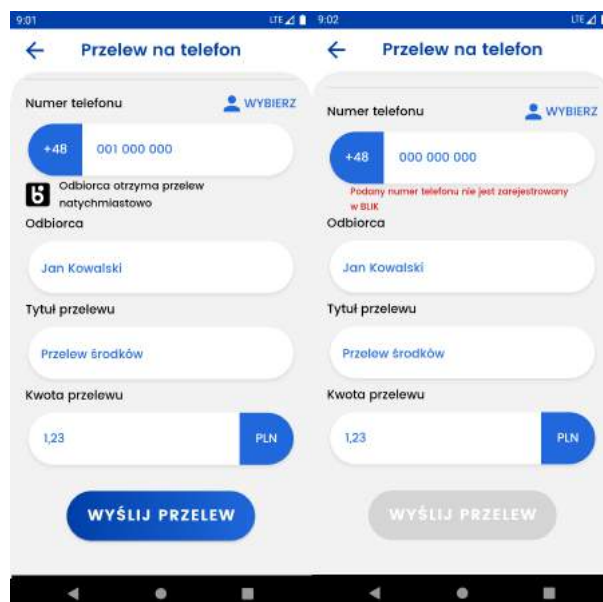 9:01
LTE
Przelew na telefon
Numer telefonu
WYBIERZ
+48
001 000 000
Odbiorca otrzyma przelew
natychmiastowo
Odbiorca
Jan Kowalski
Tytuł przelewu
Przelew środków
Kwota przelewu
1,23
PLN
WYŚLIJ PRZELEW
9:02
LTE
Przelew na telefon
Numer telefonu
WYBIERZ
+48
000 000 000
Podany numer telefonu nie jest zarejestrowany
w BLIK
Odbiorca
Jan Kowalski
Tytuł przelewu
Przelew środków
Kwota przelewu
1,23
PLN
WYŚLIJ PRZELEW